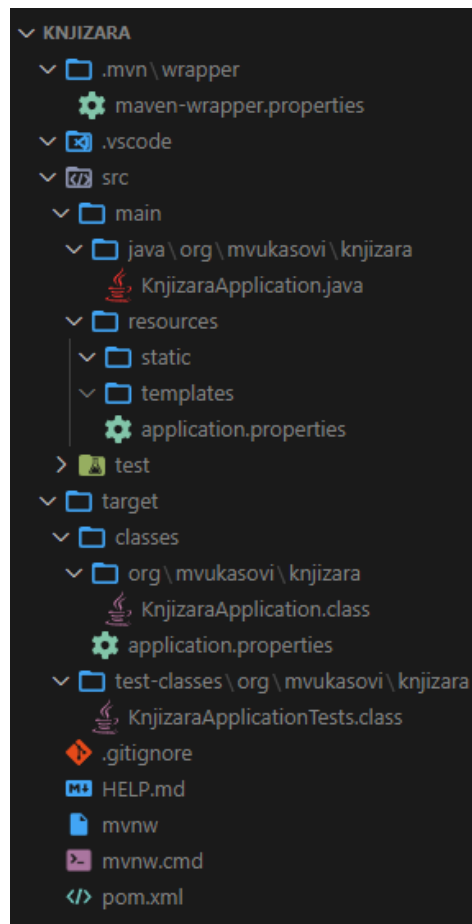 KNJIZARA
.mvn\wrapper
maven-wrapper.properties
.vscode
src
main
java\org\mvukasovi\knjizara
KnjizaraApplication.java
resources
static
templates
application.properties
test
target
classes
org\mvukasovi\knjizara
KnjizaraApplication.class
application.properties
test-classes\org\mvukasovi\knjizara
KnjizaraApplicationTests.class
.gitignore
HELP.md
mvnw
mvnw.cmd
pom.xml